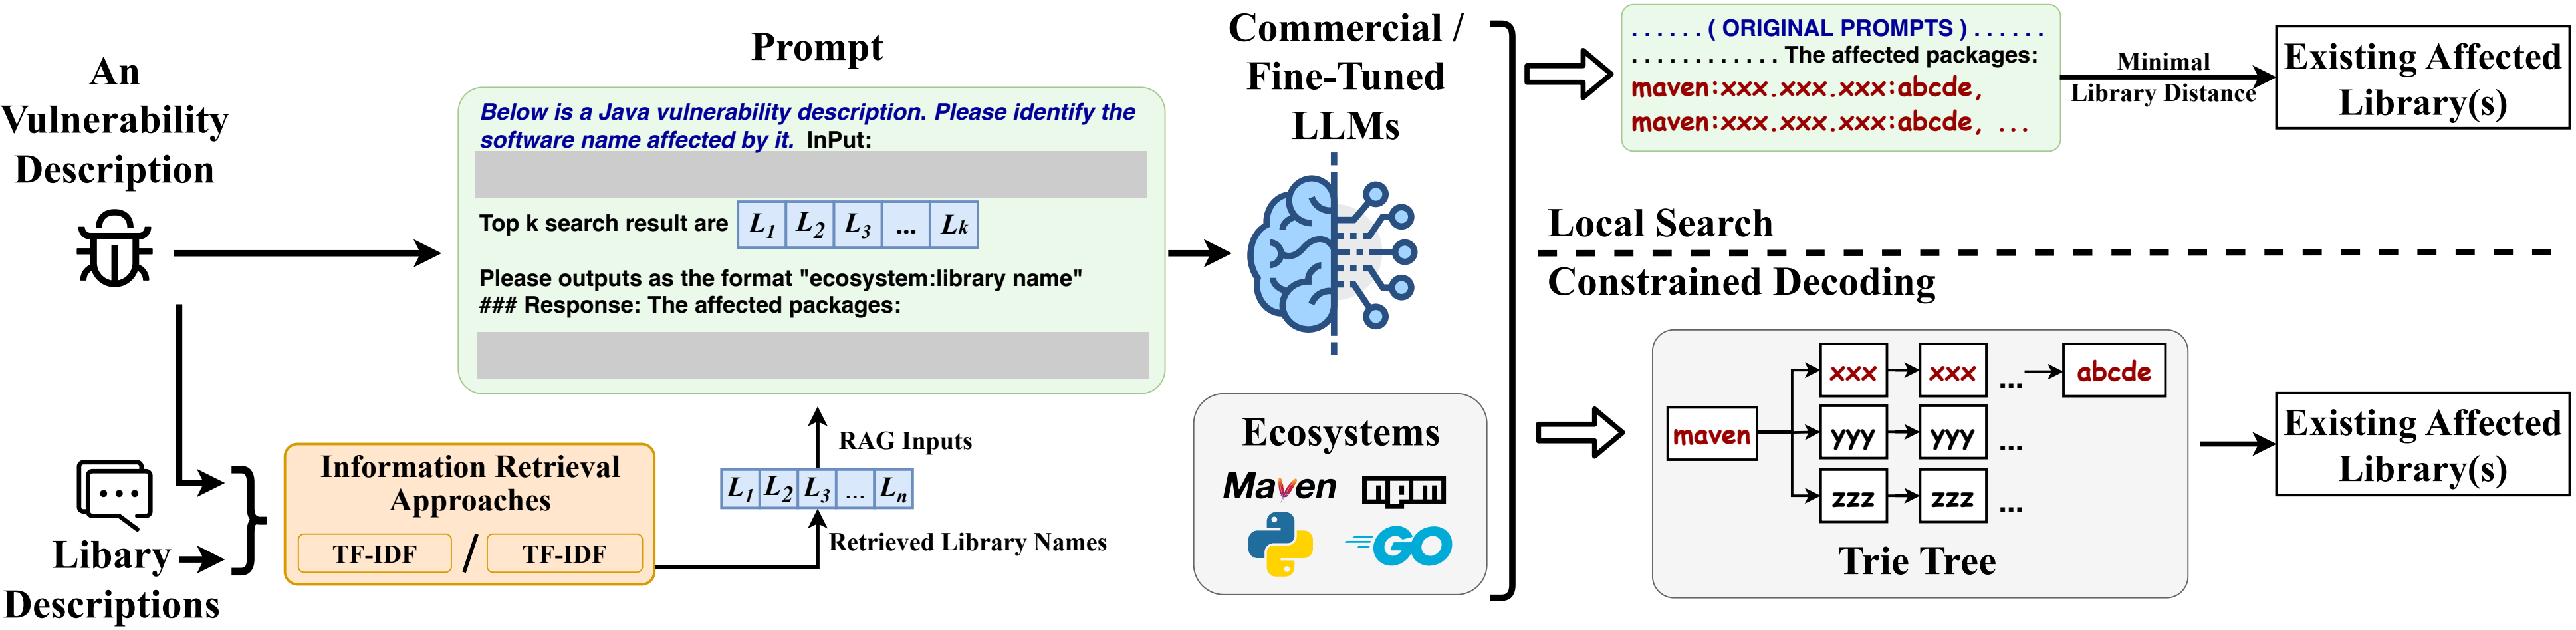 An
Vulnerability
Description
Libary
Descriptions
Information Retrieval
Approaches
TF-IDF / TF-IDF
Prompt
Below is a Java vulnerability description. Please identify the
software name affected by it. InPut:
Top k search result are L1 L2 L3 ... Lk
Please outputs as the format "ecosystem:library name"
### Response: The affected packages:
RAG Inputs
L1 L2 L3 ... Ln
Retrieved Library Names
Commercial /
Fine-Tuned
LLMs
Ecosystems
Maven npm
GO
......( ORIGINAL PROMPTS )......
............ The affected packages:
maven:xxx.xxx.xxx:abcde,
maven:xxx.xxx.xxx:abcde, ...
Minimal
Library Distance
Existing Affected
Library(s)
Local Search
Constrained Decoding
maven
xxx xxx ... abcde
yyy yyy ...
zzz zzz ...
Trie Tree
Existing Affected
Library(s)